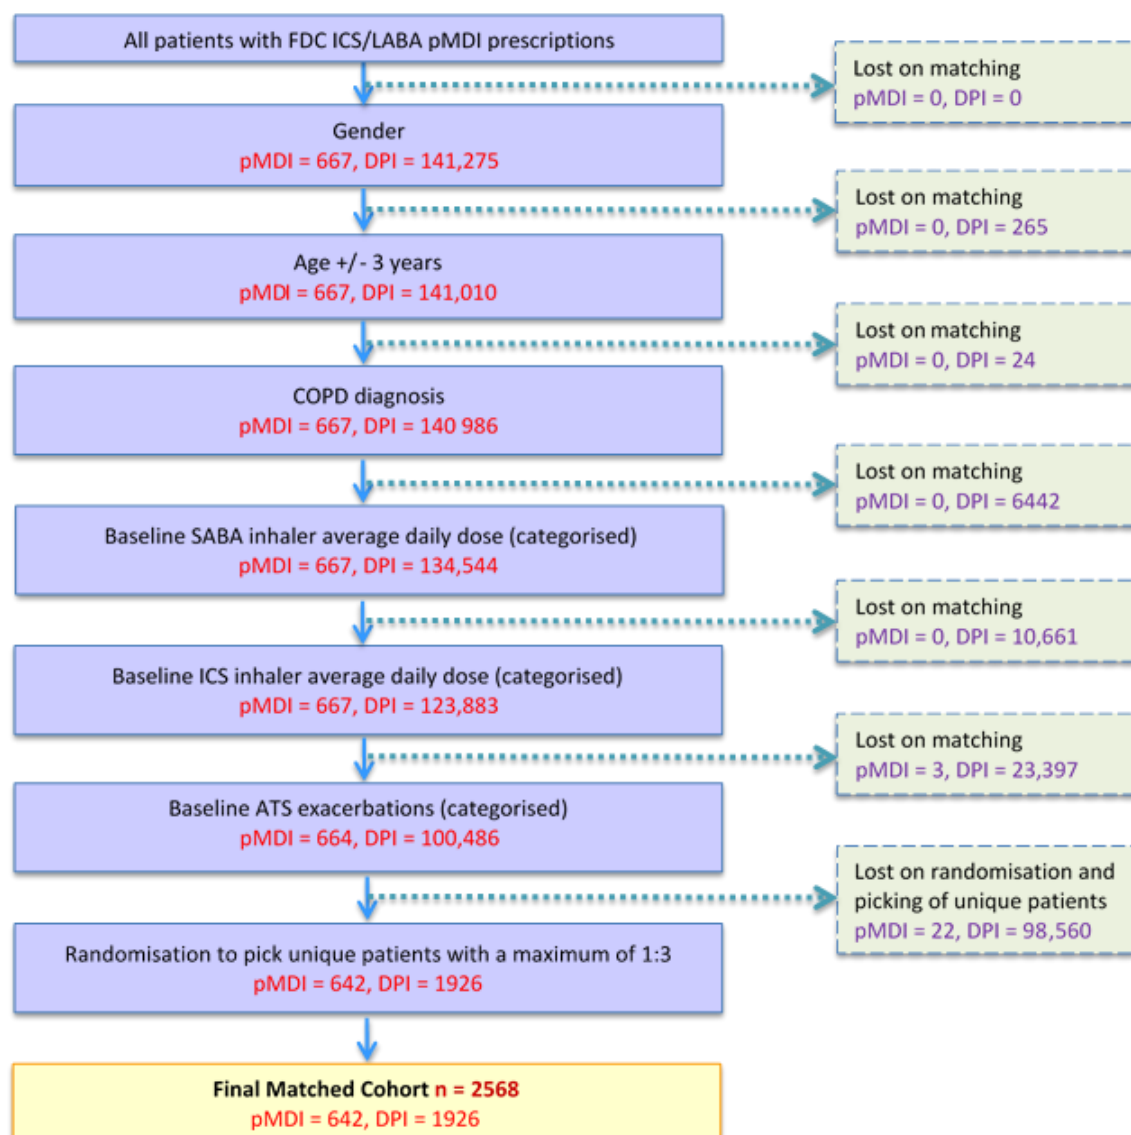 All patients with FDC ICS/LABA pMDI prescriptions
Lost on matching
pMDI = 0, DPI = 0
Gender
pMDI = 667, DPI = 141,275
Lost on matching
pMDI = 0, DPI = 265
Age +/- 3 years
pMDI = 667, DPI = 141,010
Lost on matching
pMDI = 0, DPI = 24
COPD diagnosis
pMDI = 667, DPI = 140 986
Lost on matching
pMDI = 0, DPI = 6442
Baseline SABA inhaler average daily dose (categorised)
pMDI = 667, DPI = 134,544
Lost on matching
pMDI = 0, DPI = 10,661
Baseline ICS inhaler average daily dose (categorised)
pMDI = 667, DPI = 123,883
Lost on matching
pMDI = 3, DPI = 23,397
Baseline ATS exacerbations (categorised)
pMDI = 664, DPI = 100,486
Lost on randomisation and
picking of unique patients
pMDI = 22, DPI = 98,560
Randomisation to pick unique patients with a maximum of 1:3
pMDI = 642, DPI = 1926
Final Matched Cohort n = 2568
pMDI = 642, DPI = 1926